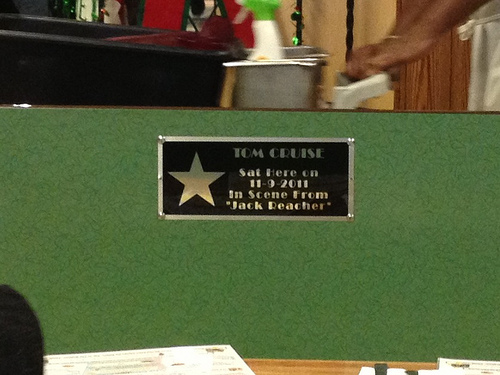 TOM CRUISE
Sat Here on
11-9-2011
In Scene From
"Jack Reacher"